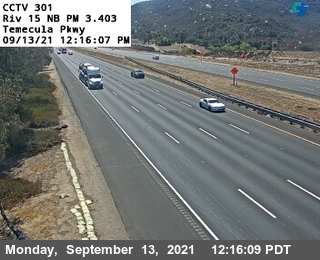 CCTV 301
Riv 15 NB PM 3.403
Temecula Pkwy
09/13/21 12:16:07 PM
Monday, September 13, 2021 12:16:09 PDT